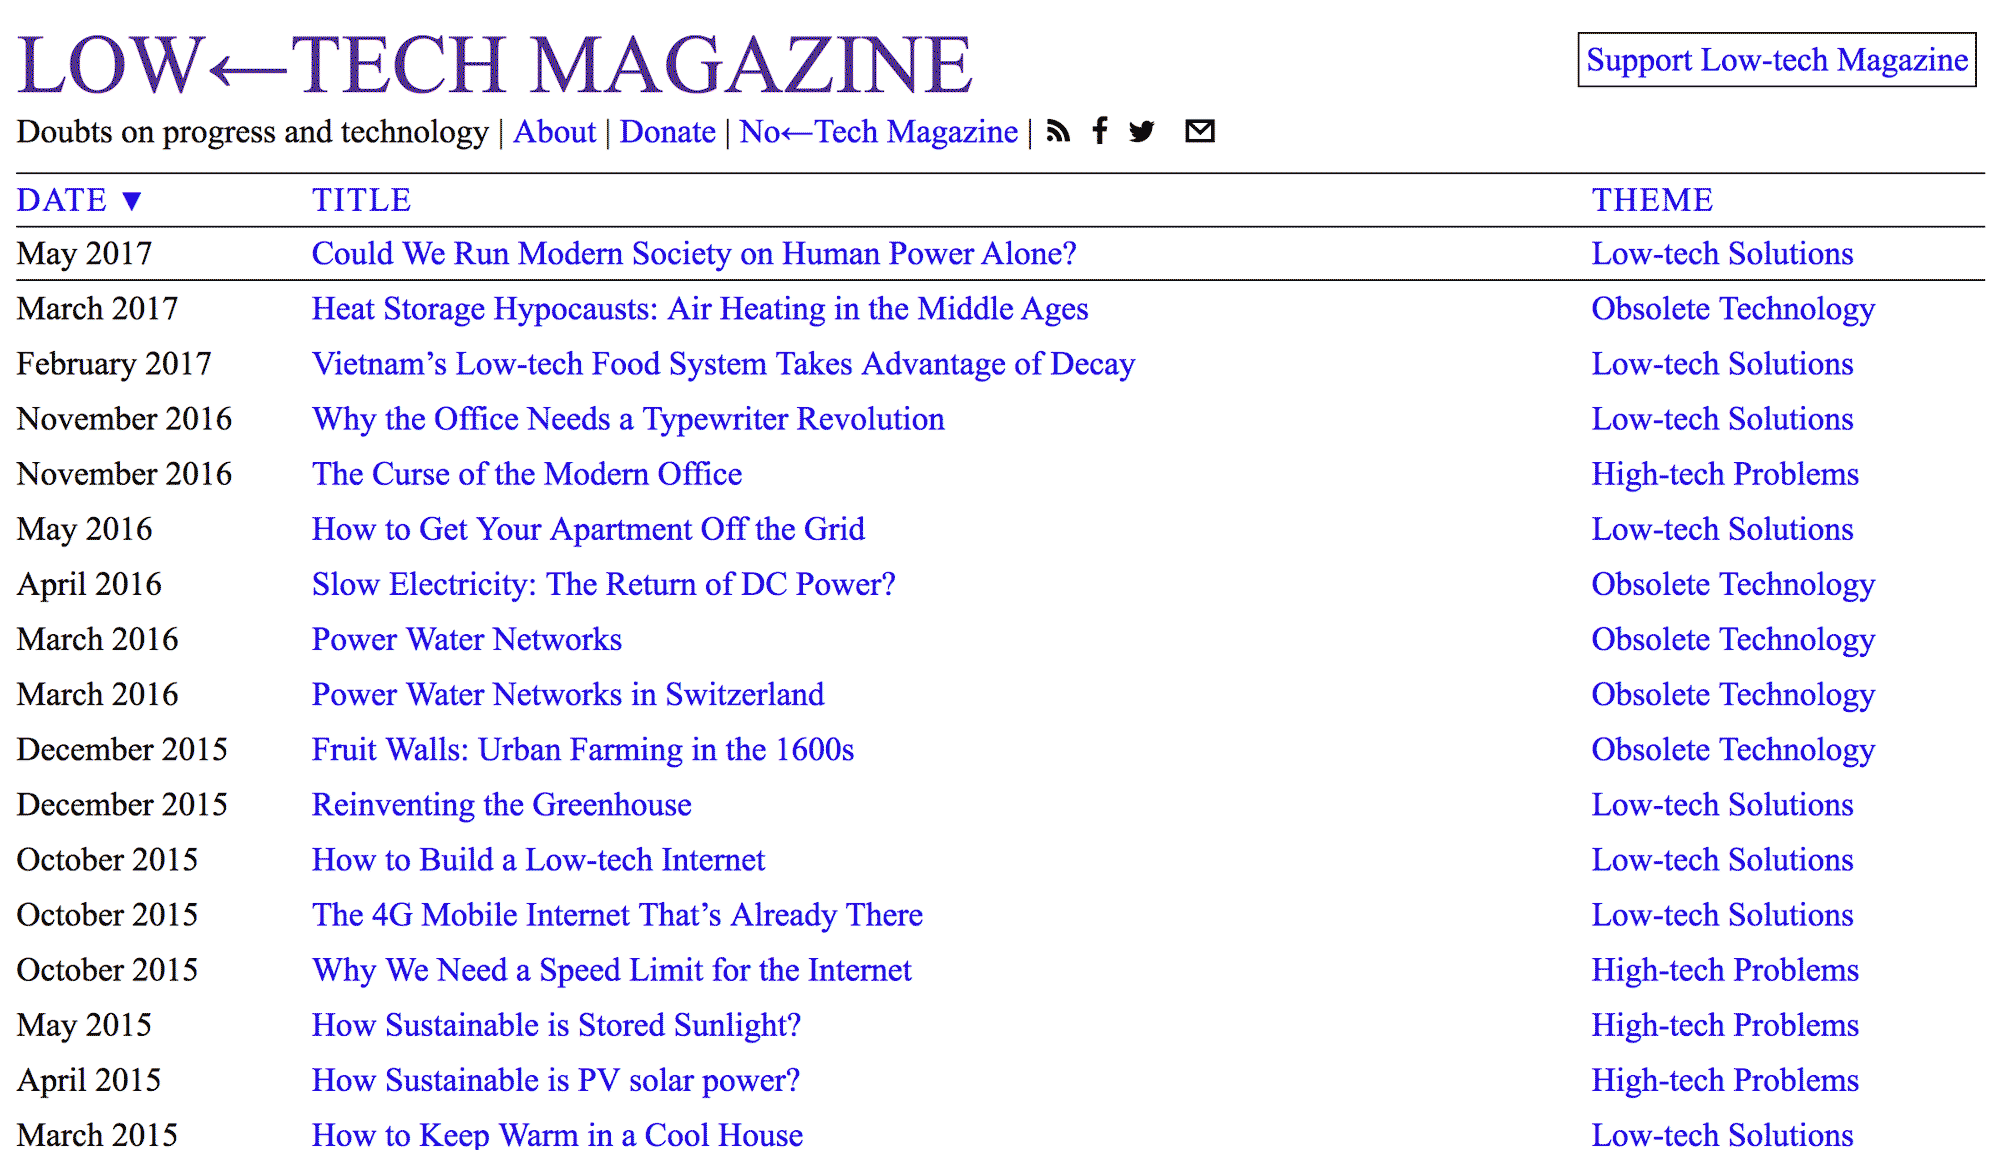 LOW←TECH MAGAZINE
Support Low-tech Magazine
Doubts on progress and technology | About | Donate | No←Tech Magazine |
DATE ▼ TITLE THEME
May 2017 Could We Run Modern Society on Human Power Alone? Low-tech Solutions
March 2017 Heat Storage Hypocausts: Air Heating in the Middle Ages Obsolete Technology
February 2017 Vietnam’s Low-tech Food System Takes Advantage of Decay Low-tech Solutions
November 2016 Why the Office Needs a Typewriter Revolution Low-tech Solutions
November 2016 The Curse of the Modern Office High-tech Problems
May 2016 How to Get Your Apartment Off the Grid Low-tech Solutions
April 2016 Slow Electricity: The Return of DC Power? Obsolete Technology
March 2016 Power Water Networks Obsolete Technology
March 2016 Power Water Networks in Switzerland Obsolete Technology
December 2015 Fruit Walls: Urban Farming in the 1600s Obsolete Technology
December 2015 Reinventing the Greenhouse Low-tech Solutions
October 2015 How to Build a Low-tech Internet Low-tech Solutions
October 2015 The 4G Mobile Internet That’s Already There Low-tech Solutions
October 2015 Why We Need a Speed Limit for the Internet High-tech Problems
May 2015 How Sustainable is Stored Sunlight? High-tech Problems
April 2015 How Sustainable is PV solar power? High-tech Problems
March 2015 How to Keep Warm in a Cool House Low-tech Solutions